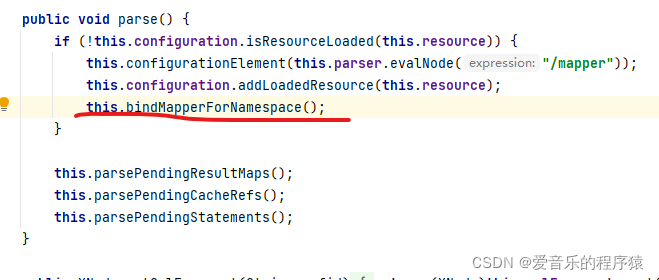 public void parse() {
if (!this.configuration.isResourceLoaded(this.resource)) {
this.configurationElement(this.parser.evalNode( expression: "/mapper"));
this.configuration.addLoadedResource(this.resource);
this.bindMapperForNamespace();
}
this.parsePendingResultMaps();
this.parsePendingCacheRefs();
this.parsePendingStatements();
}
CSDN @爱音乐的程序猿